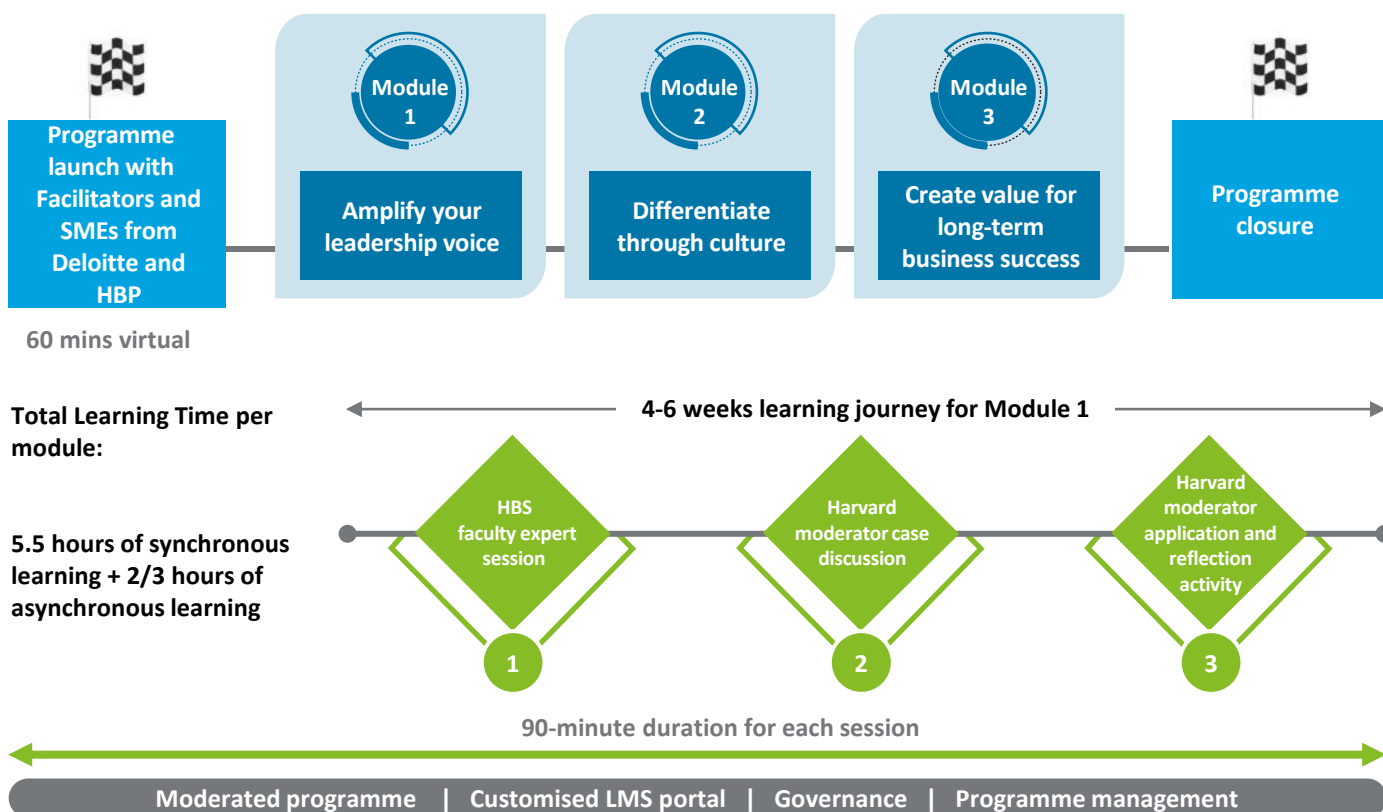 Programme
launch with
Facilitators and
SMEs from
Deloitte and
HBP
60 mins virtual
Module
1
Amplify your
leadership voice
Module
2
Differentiate
through culture
Module
3
Create value for
long-term
business success
Programme
closure
Total Learning Time per
module:
5.5 hours of synchronous
learning + 2/3 hours of
asynchronous learning
4-6 weeks learning journey for Module 1
HBS
faculty expert
session
1
Harvard
moderator case
discussion
2
Harvard
moderator
application and
reflection
activity
3
90-minute duration for each session
Moderated programme | Customised LMS portal | Governance | Programme management